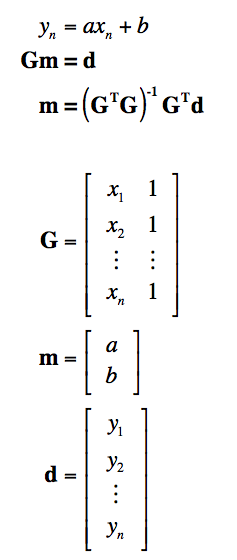 yₙ = axₙ + b
Gm = d
m = (GᵀG)⁻¹ Gᵀd
G = [
x₁ 1
x₂ 1
⋮ ⋮
xₙ 1
]
m = [
a
b
]
d = [
y₁
y₂
⋮
yₙ
]